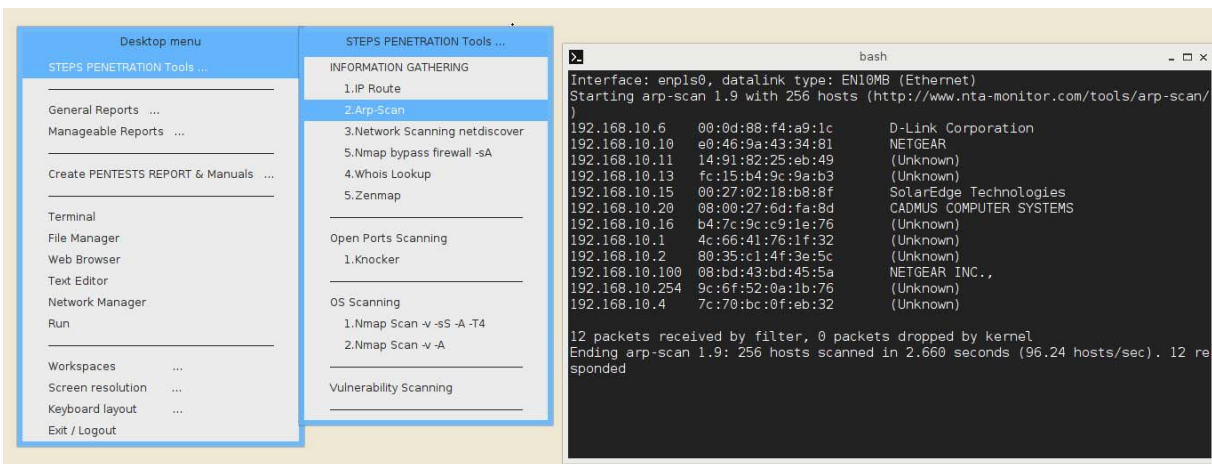 Desktop menu
STEPS PENETRATION Tools ...
General Reports ...
Manageable Reports ...
Create PENTESTS REPORT & Manuals ...
Terminal
File Manager
Web Browser
Text Editor
Network Manager
Run
Workspaces ...
Screen resolution ...
Keyboard layout ...
Exit / Logout
STEPS PENETRATION Tools ...
INFORMATION GATHERING
1.IP Route
2.Arp-Scan
3.Network Scanning netdiscover
5.Nmap bypass firewall -sA
4.Whois Lookup
5.Zenmap
Open Ports Scanning
1.Knocker
OS Scanning
1.Nmap Scan -v -sS -A -T4
2.Nmap Scan -v -A
Vulnerability Scanning
bash
Interface: enp1s0, datalink type: EN10MB (Ethernet)
Starting arp-scan 1.9 with 256 hosts (http://www.nta-monitor.com/tools/arp-scan/
)
192.168.10.6 00:0d:88:f4:a9:1c D-Link Corporation
192.168.10.10 e0:46:9a:43:34:81 NETGEAR
192.168.10.11 14:91:82:25:eb:49 (Unknown)
192.168.10.13 fc:15:b4:9c:9a:b3 (Unknown)
192.168.10.15 00:27:02:18:b8:8f SolarEdge Technologies
192.168.10.20 08:00:27:6d:fa:8d CADMUS COMPUTER SYSTEMS
192.168.10.16 b4:7c:9c:c9:1e:76 (Unknown)
192.168.10.1 4c:66:41:76:1f:32 (Unknown)
192.168.10.2 80:35:c1:4f:3e:5c (Unknown)
192.168.10.100 08:bd:43:bd:45:5a NETGEAR INC.,
192.168.10.254 9c:6f:52:0a:1b:76 (Unknown)
192.168.10.4 7c:70:bc:0f:eb:32 (Unknown)
12 packets received by filter, 0 packets dropped by kernel
Ending arp-scan 1.9: 256 hosts scanned in 2.660 seconds (96.24 hosts/sec). 12 re
sponded